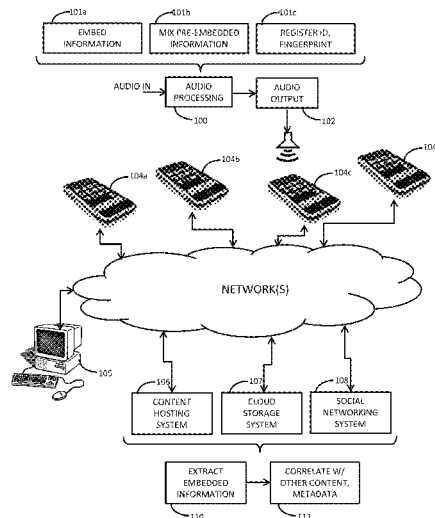 101a
101b
101c
EMBED
INFORMATION
MIX PRE-EMBEDDED
INFORMATION
REGISTER ID,
FINGERPRINT
AUDIO IN
AUDIO
PROCESSING
AUDIO
OUTPUT
100
102
104a
104b
104c
104
NETWORK(S)
105
106
107
108
CONTENT
HOSTING
SYSTEM
CLOUD
STORAGE
SYSTEM
SOCIAL
NETWORKING
SYSTEM
EXTRACT
EMBEDDED
INFORMATION
CORRELATE W/
OTHER CONTENT,
METADATA
110
112